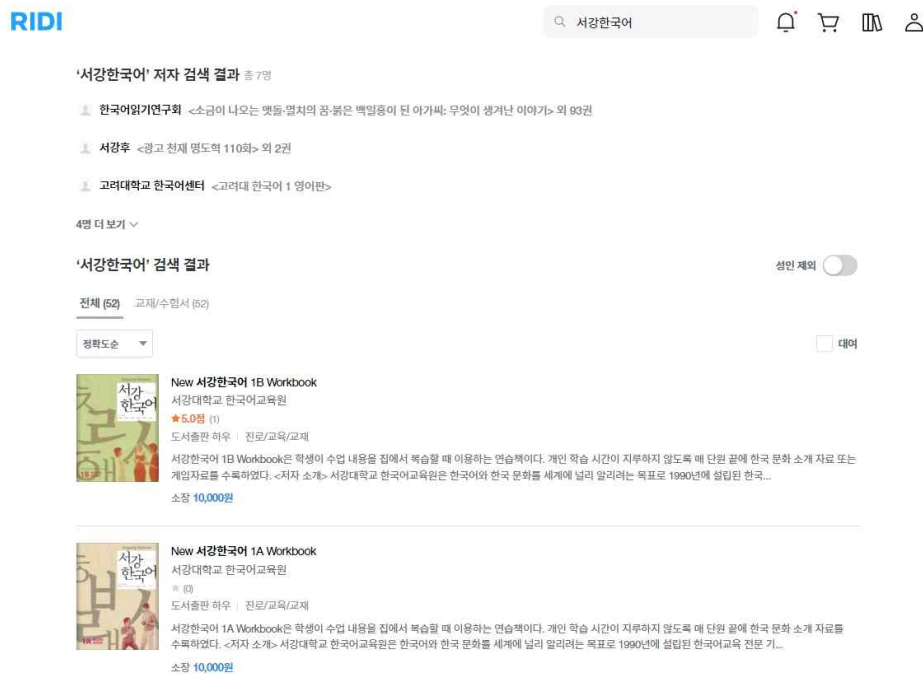 RIDI
서강한국어
‘서강한국어’ 저자 검색 결과 총 7명
한국어읽기연구회 <소금이 나오는 맷돌·멸치의 꿈·붉은 백일홍이 된 아가씨: 무엇이 생겨난 이야기> 외 93권
서강후 <광고 천재 명도혁 110화> 외 2권
고려대학교 한국어센터 <고려대 한국어 1 영어판>
4명 더 보기
‘서강한국어’ 검색 결과
성인 제외
전체 (52) 교재/수험서 (52)
정확도순
대여
서강한국어
1B
New 서강한국어 1B Workbook
서강대학교 한국어교육원
★5.0점 (1)
도서출판 하우 | 진로/교육/교재
서강한국어 1B Workbook은 학생이 수업 내용을 집에서 복습할 때 이용하는 연습책이다. 개인 학습 시간이 지루하지 않도록 매 단원 끝에 한국 문화 소개 자료 또는
게임자료를 수록하였다. <저자 소개> 서강대학교 한국어교육원은 한국어와 한국 문화를 세계에 널리 알리려는 목표로 1990년에 설립된 한국...
소장 10,000원
서강한국어
1A
New 서강한국어 1A Workbook
서강대학교 한국어교육원
★ (0)
도서출판 하우 | 진로/교육/교재
서강한국어 1A Workbook은 학생이 수업 내용을 집에서 복습할 때 이용하는 연습책이다. 개인 학습 시간이 지루하지 않도록 매 단원 끝에 한국 문화 소개 자료를
수록하였다. <저자 소개> 서강대학교 한국어교육원은 한국어와 한국 문화를 세계에 널리 알리려는 목표로 1990년에 설립된 한국어교육 전문 기...
소장 10,000원